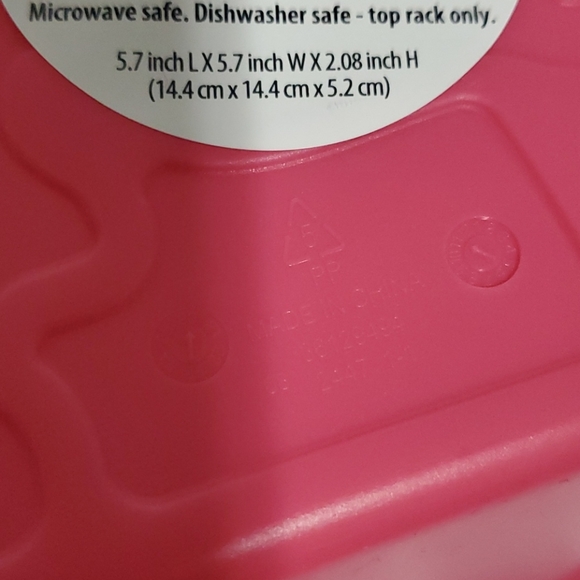 Microwave safe. Dishwasher safe - top rack only.
5.7 inch L X 5.7 inch W X 2.08 inch H
(14.4 cm x 14.4 cm x 5.2 cm)
5
PP
MADE IN CHINA